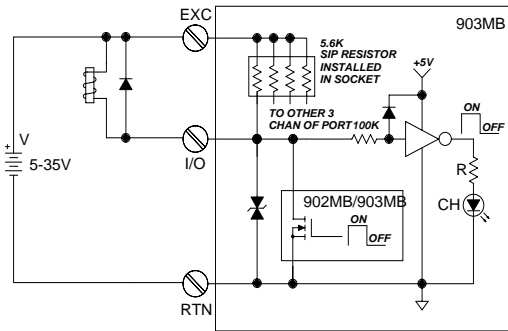 EXC
903MB
5.6K
SIP RESISTOR
INSTALLED
IN SOCKET
+5V
ON
OFF
TO OTHER 3
CHAN OF PORT 100K
+
V
5-35V
I/O
R
902MB/903MB
ON
OFF
CH
RTN